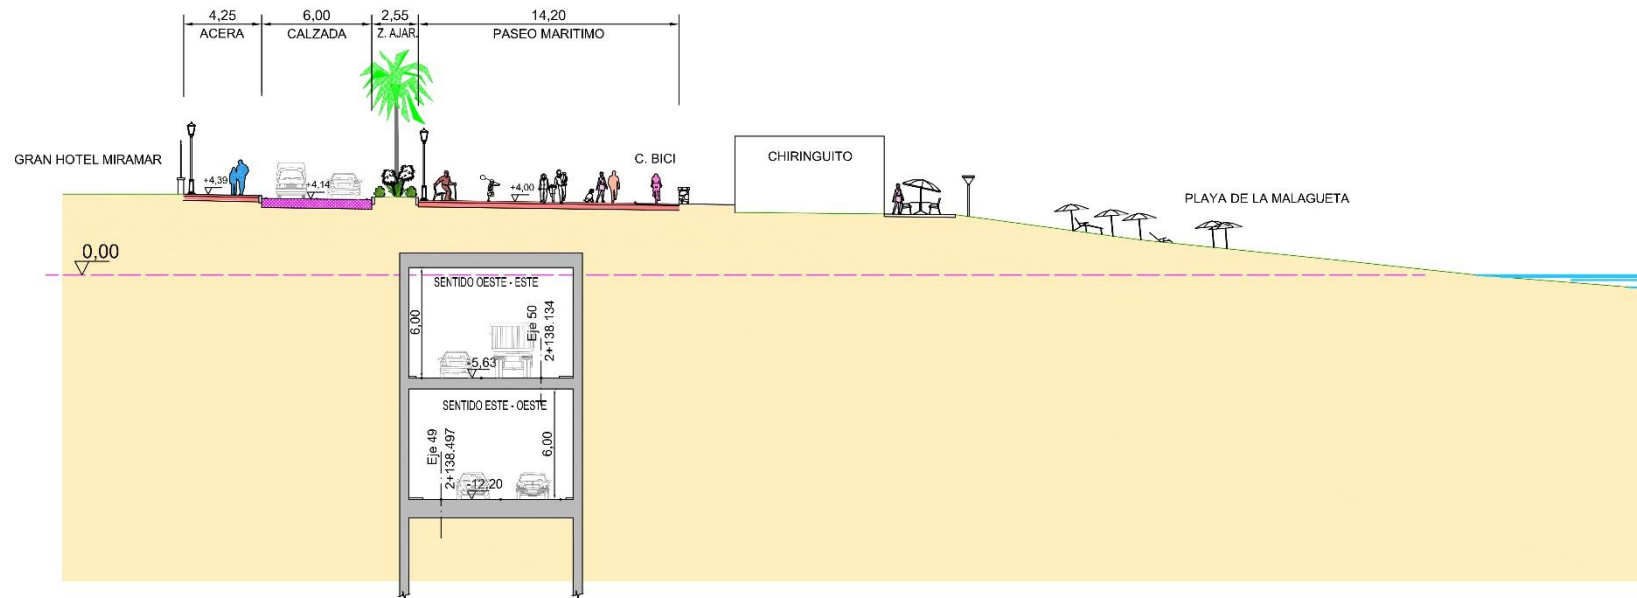 4,25
6,00
2,55
14,20
ACERA
CALZADA
Z. AJAR.
PASEO MARITIMO
GRAN HOTEL MIRAMAR
+4,39
+4,14
+4,00
C. BICI
CHIRINGUITO
PLAYA DE LA MALAGUETA
0,00
SENTIDO OESTE - ESTE
6,00
Eje 50
2+138.134
-5,63
SENTIDO ESTE - OESTE
Eje 49
2+138.497
6,00
-12,20